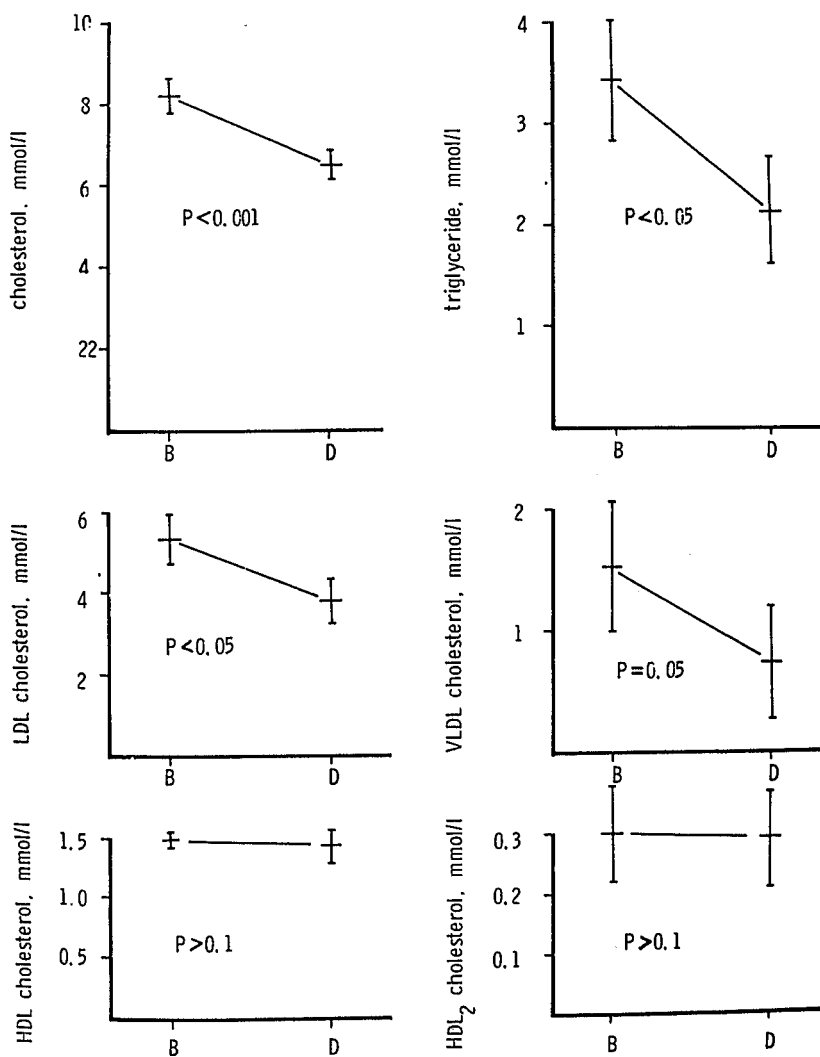 10
8
6
4
22
cholesterol, mmol/l
P<0.001
B D
4
3
2
1
triglyceride, mmol/l
P<0.05
B D
6
4
2
LDL cholesterol, mmol/l
P<0.05
B D
2
1
VLDL cholesterol, mmol/l
P=0.05
B D
1.5
1.0
0.5
HDL cholesterol, mmol/l
P>0.1
B D
0.3
0.2
0.1
HDL2 cholesterol, mmol/l
P>0.1
B D